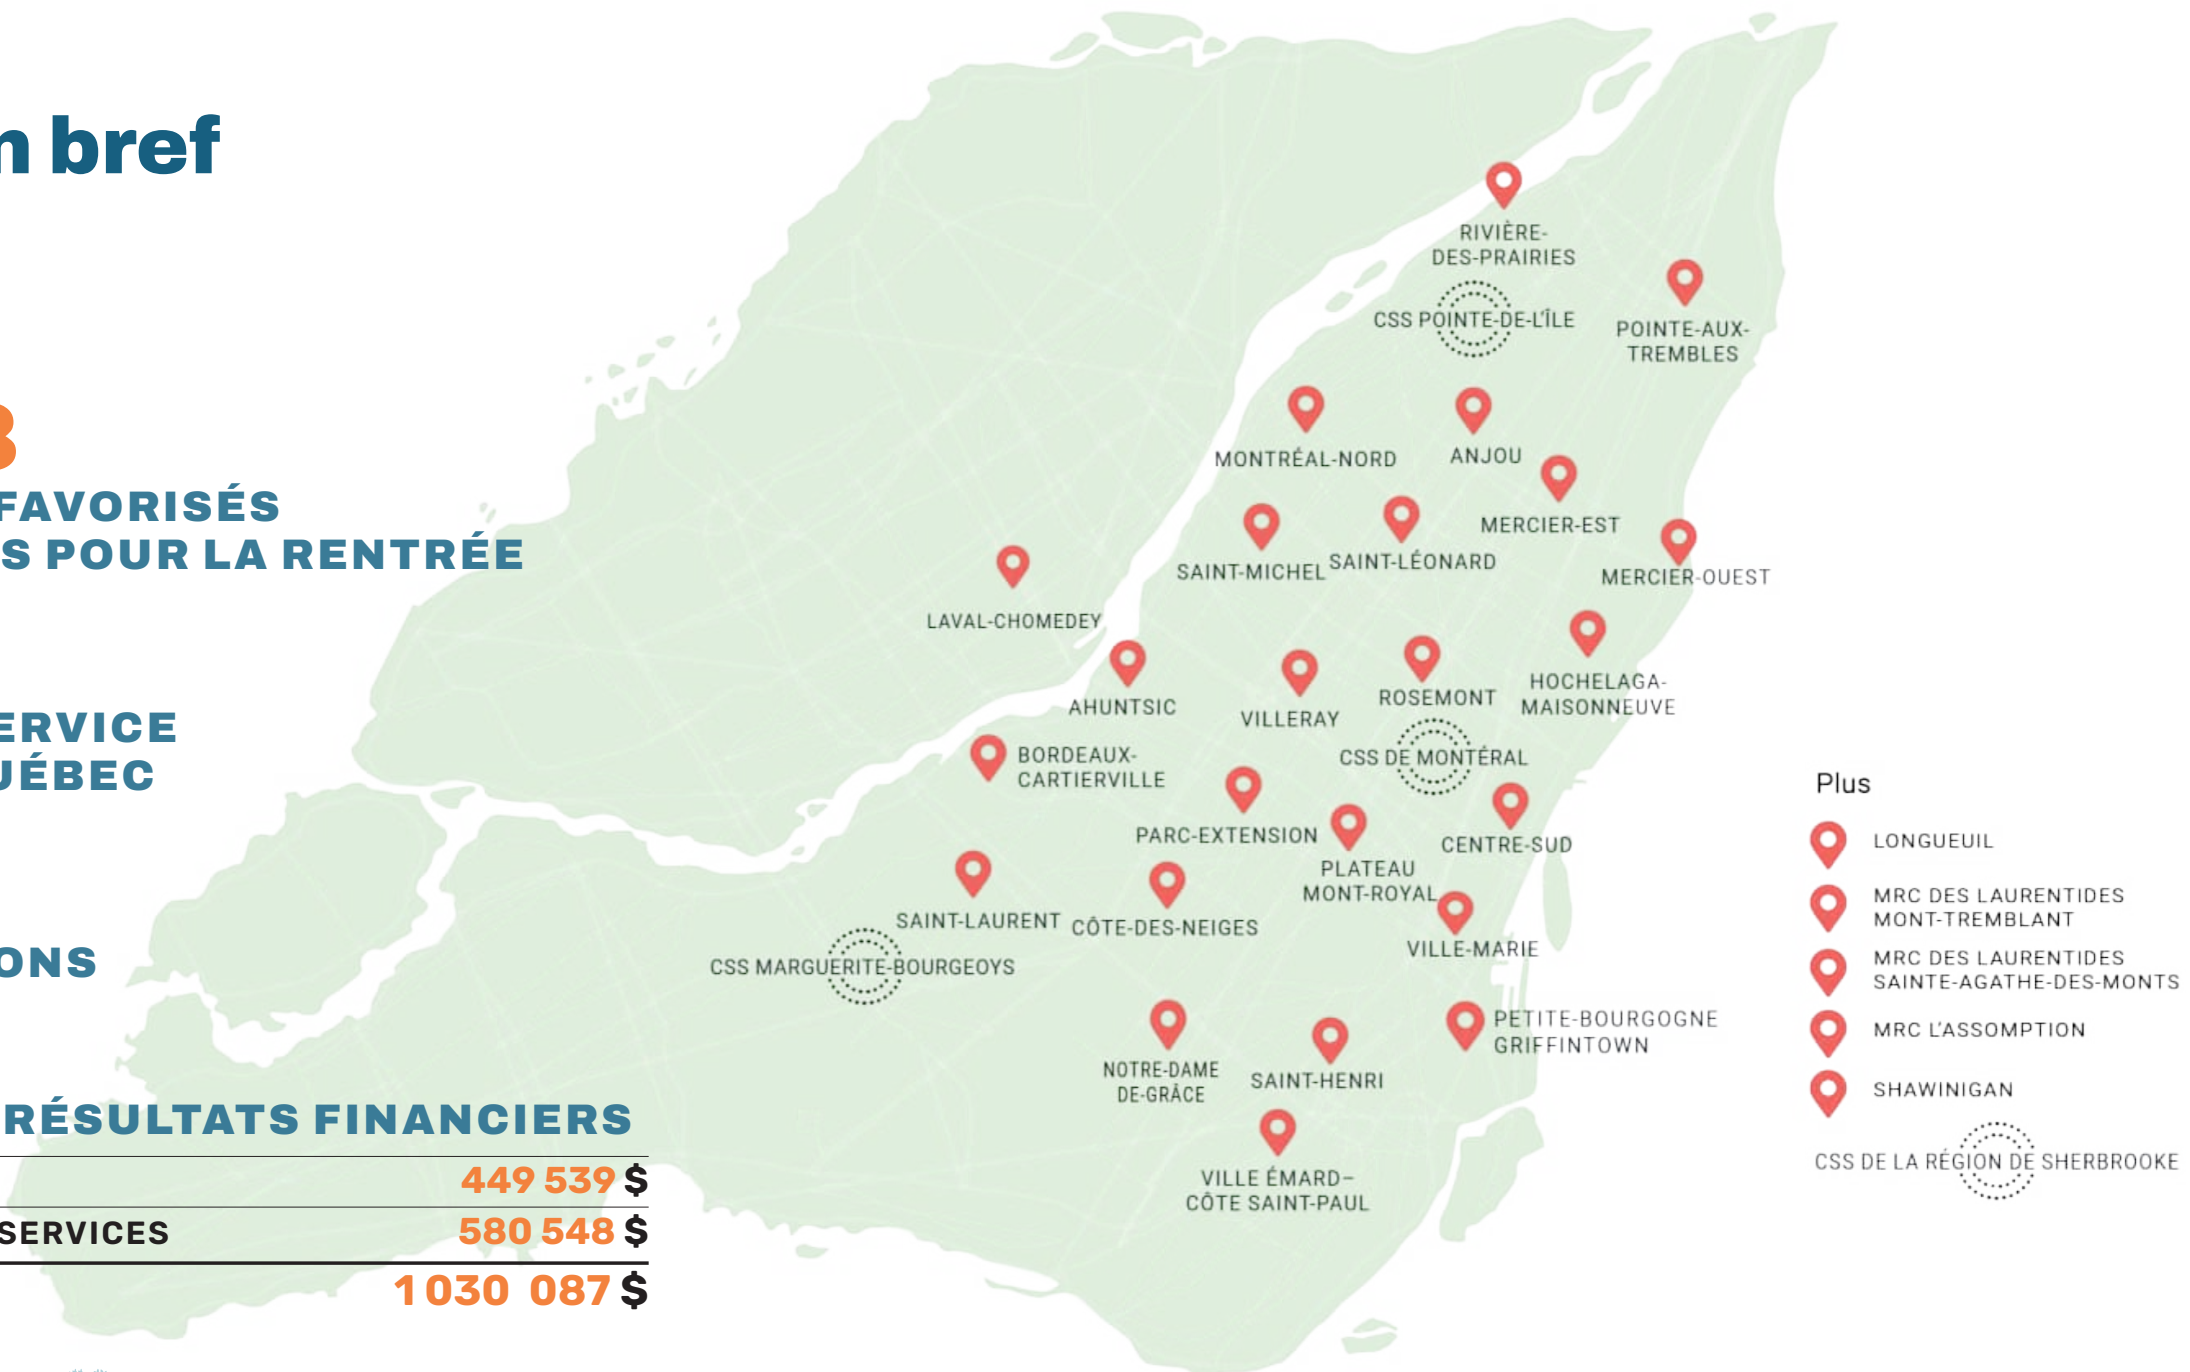 n bref
FAVORISÉS
S POUR LA RENTRÉE
ERVICE
UÉBEC
ONS
RÉSULTATS FINANCIERS
449 539 $
SERVICES 580 548 $
1 030 087 $
RIVIÈRE-
DES-PRAIRIES
CSS POINTE-DE-L'ÎLE
POINTE-AUX-
TREMBLES
MONTRÉAL-NORD
ANJOU
MERCIER-EST
SAINT-MICHEL
SAINT-LÉONARD
MERCIER-OUEST
LAVAL-CHOMEDEY
AHUNTSIC
VILLERAY
ROSEMONT
HOCHELAGA-
MAISONNEUVE
BORDEAUX-
CARTIERVILLE
CSS DE MONTÉRAL
PARC-EXTENSION
PLATEAU
MONT-ROYAL
CENTRE-SUD
SAINT-LAURENT
CÔTE-DES-NEIGES
VILLE-MARIE
CSS MARGUERITE-BOURGEOYS
NOTRE-DAME
DE-GRÂCE
SAINT-HENRI
PETITE-BOURGOGNE
GRIFFINTOWN
VILLE ÉMARD–
CÔTE SAINT-PAUL
Plus
LONGUEUIL
MRC DES LAURENTIDES
MONT-TREMBLANT
MRC DES LAURENTIDES
SAINTE-AGATHE-DES-MONTS
MRC L'ASSOMPTION
SHAWINIGAN
CSS DE LA RÉGION DE SHERBROOKE